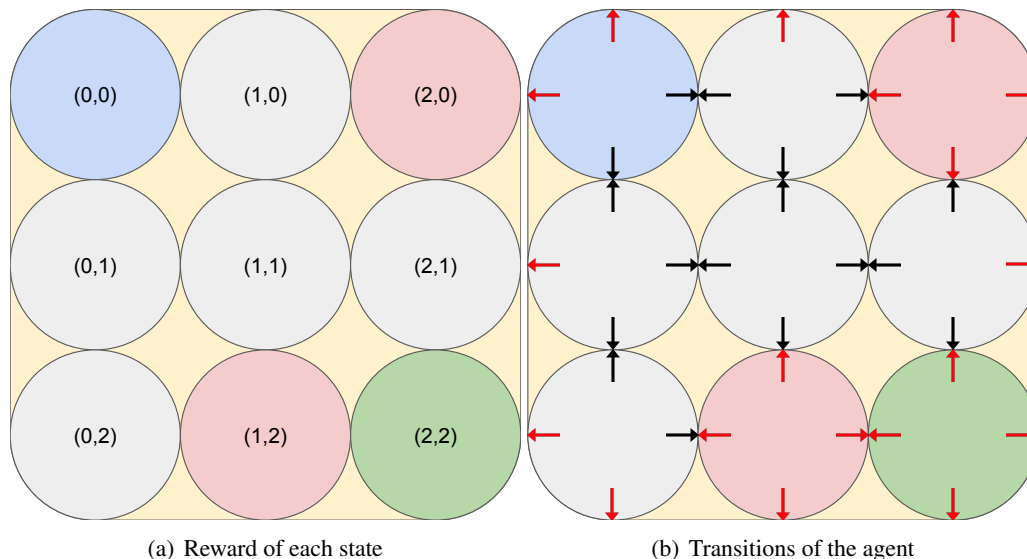 (0,0) (1,0) (2,0)
(0,1) (1,1) (2,1)
(0,2) (1,2) (2,2)
(a) Reward of each state
(b) Transitions of the agent